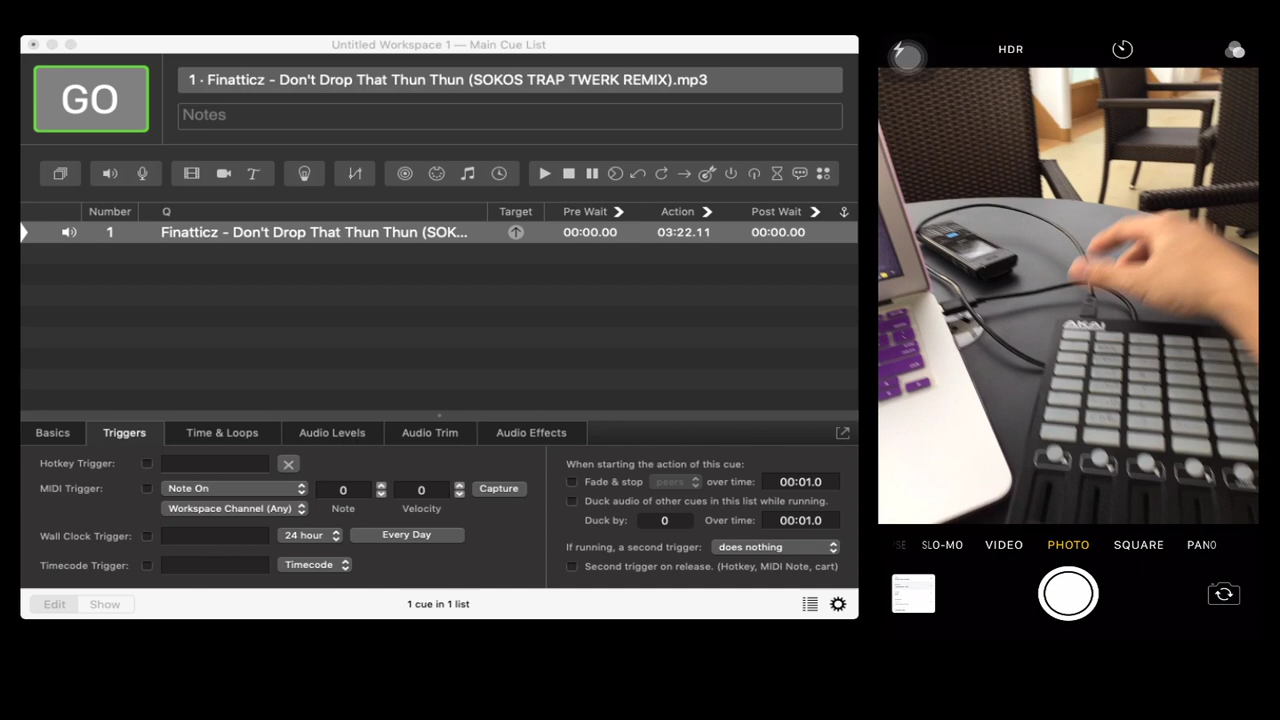 Untitled Workspace 1 — Main Cue List
GO
1 · Finatticz - Don't Drop That Thun Thun (SOKOS TRAP TWERK REMIX).mp3
Notes
Number Q Target Pre Wait Action Post Wait
1 Finatticz - Don't Drop That Thun Thun (SOK... 00:00.00 03:22.11 00:00.00
Basics Triggers Time & Loops Audio Levels Audio Trim Audio Effects
Hotkey Trigger:
MIDI Trigger: Note On 0 0 Capture
Workspace Channel (Any) Note Velocity
Wall Clock Trigger: 24 hour Every Day
Timecode Trigger: Timecode
When starting the action of this cue:
Fade & stop peers over time: 00:01.0
Duck audio of other cues in this list while running.
Duck by: 0 Over time: 00:01.0
If running, a second trigger: does nothing
Second trigger on release. (Hotkey, MIDI Note, cart)
Edit Show 1 cue in 1 list
HDR
AKAI
SLO-MO VIDEO PHOTO SQUARE PANO